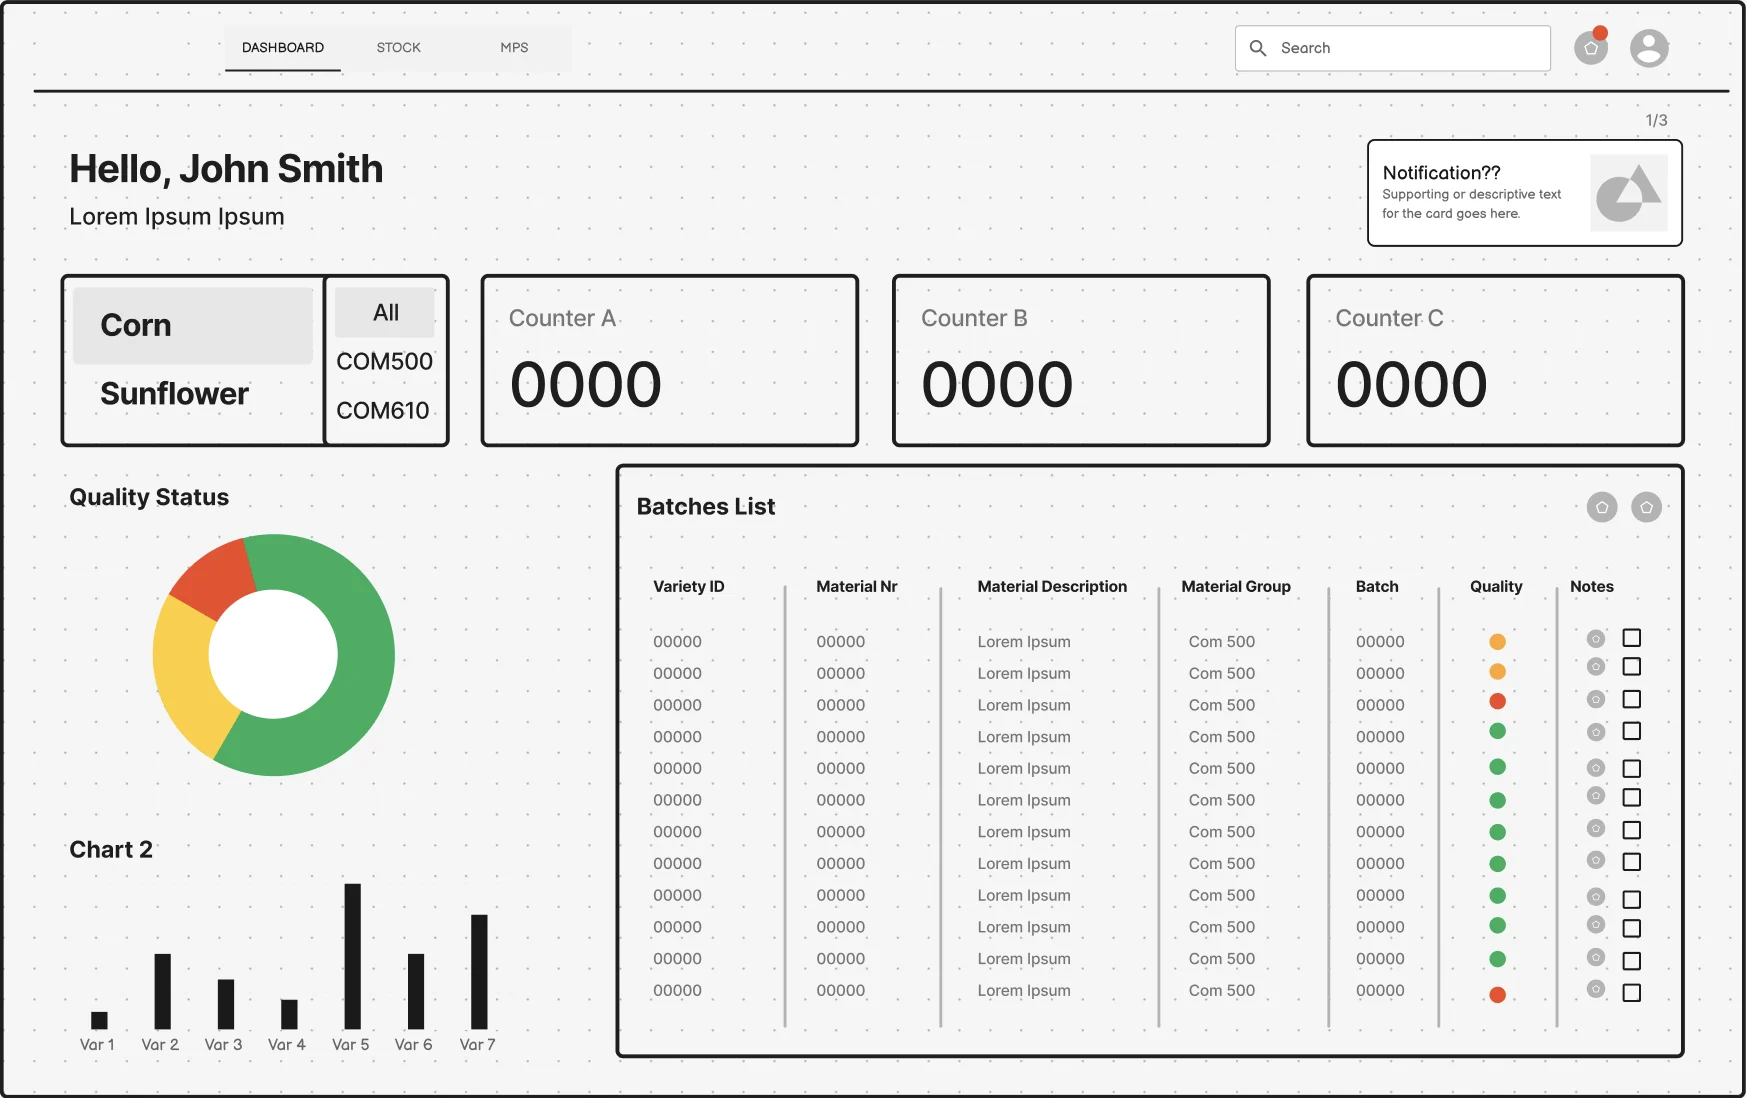 DASHBOARD STOCK MPS
Search
1/3
Hello, John Smith
Lorem Ipsum Ipsum
Notification??
Supporting or descriptive text
for the card goes here.
Corn
Sunflower
All
COM500
COM610
Counter A
0000
Counter B
0000
Counter C
0000
Quality Status
Chart 2
Var 1 Var 2 Var 3 Var 4 Var 5 Var 6 Var 7
Batches List
Variety ID Material Nr Material Description Material Group Batch Quality Notes
00000 00000 Lorem Ipsum Com 500 00000
00000 00000 Lorem Ipsum Com 500 00000
00000 00000 Lorem Ipsum Com 500 00000
00000 00000 Lorem Ipsum Com 500 00000
00000 00000 Lorem Ipsum Com 500 00000
00000 00000 Lorem Ipsum Com 500 00000
00000 00000 Lorem Ipsum Com 500 00000
00000 00000 Lorem Ipsum Com 500 00000
00000 00000 Lorem Ipsum Com 500 00000
00000 00000 Lorem Ipsum Com 500 00000
00000 00000 Lorem Ipsum Com 500 00000
00000 00000 Lorem Ipsum Com 500 00000